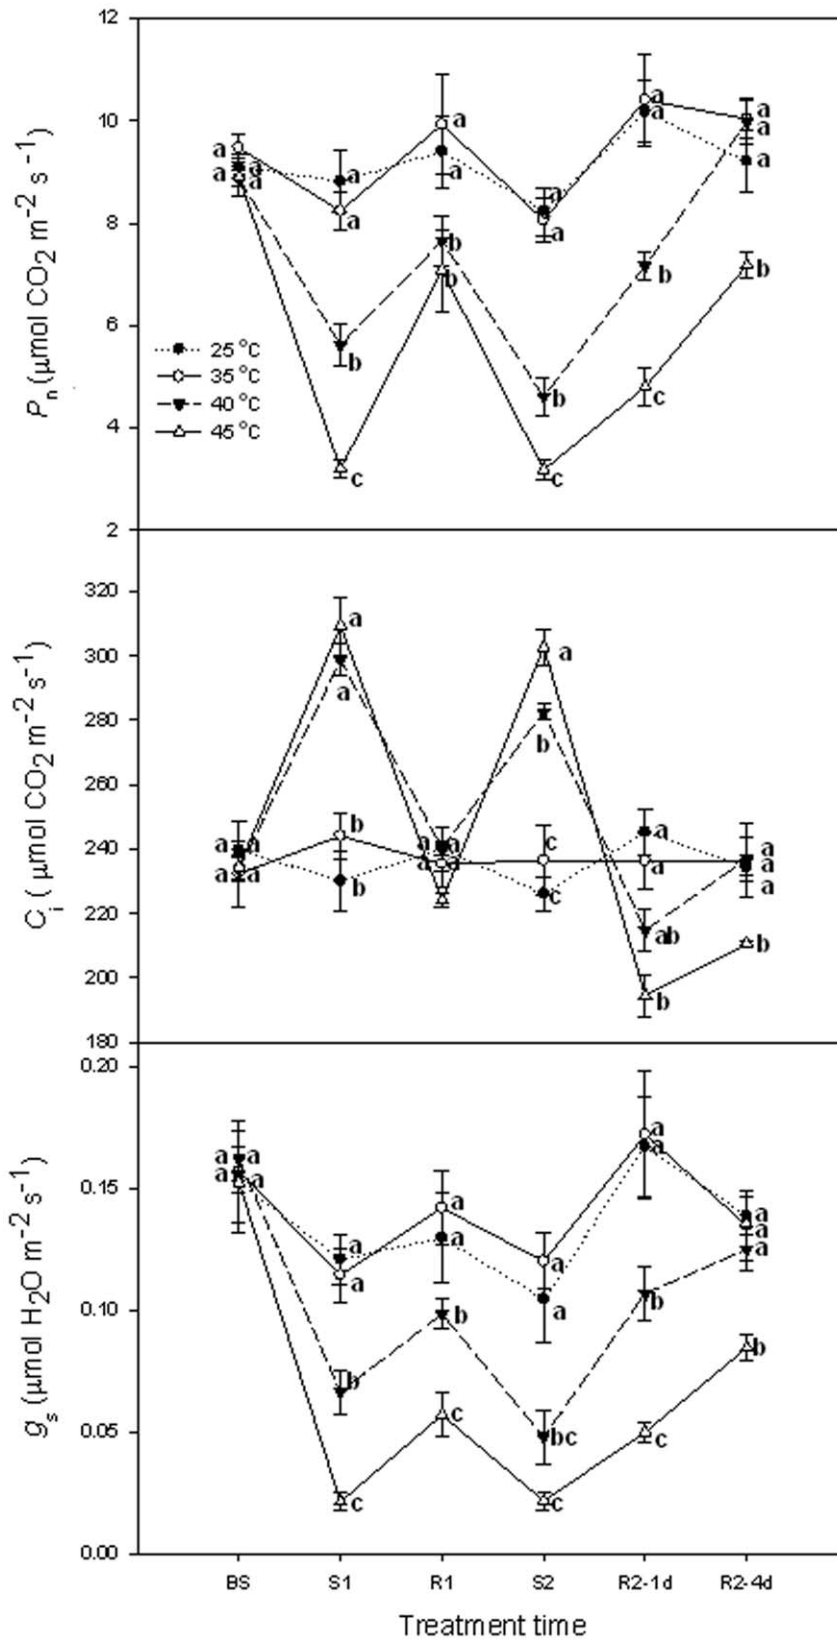 12
10
8
6
4
2
Pn (μmol CO2 m−2 s−1)
25 °C
35 °C
40 °C
45 °C
a a
a a
a
a
b
c
a
a
b
b
a
a
b
c
a
a
b
c
a
a
a
b
320
300
280
260
240
220
200
180
Ci ( μmol CO2 m−2 s−1)
a
a
b
b
a a
a a
a a
a a
a
b
c
c
a
a
ab
b
a
a
a
b
0.20
0.15
0.10
0.05
0.00
gs (μmol H2O m−2 s−1)
a a
a a
a
a
b
c
a
a
b
c
a
a
bc
c
a
a
b
c
a
a
a
b
BS S1 R1 S2 R2-1d R2-4d
Treatment time